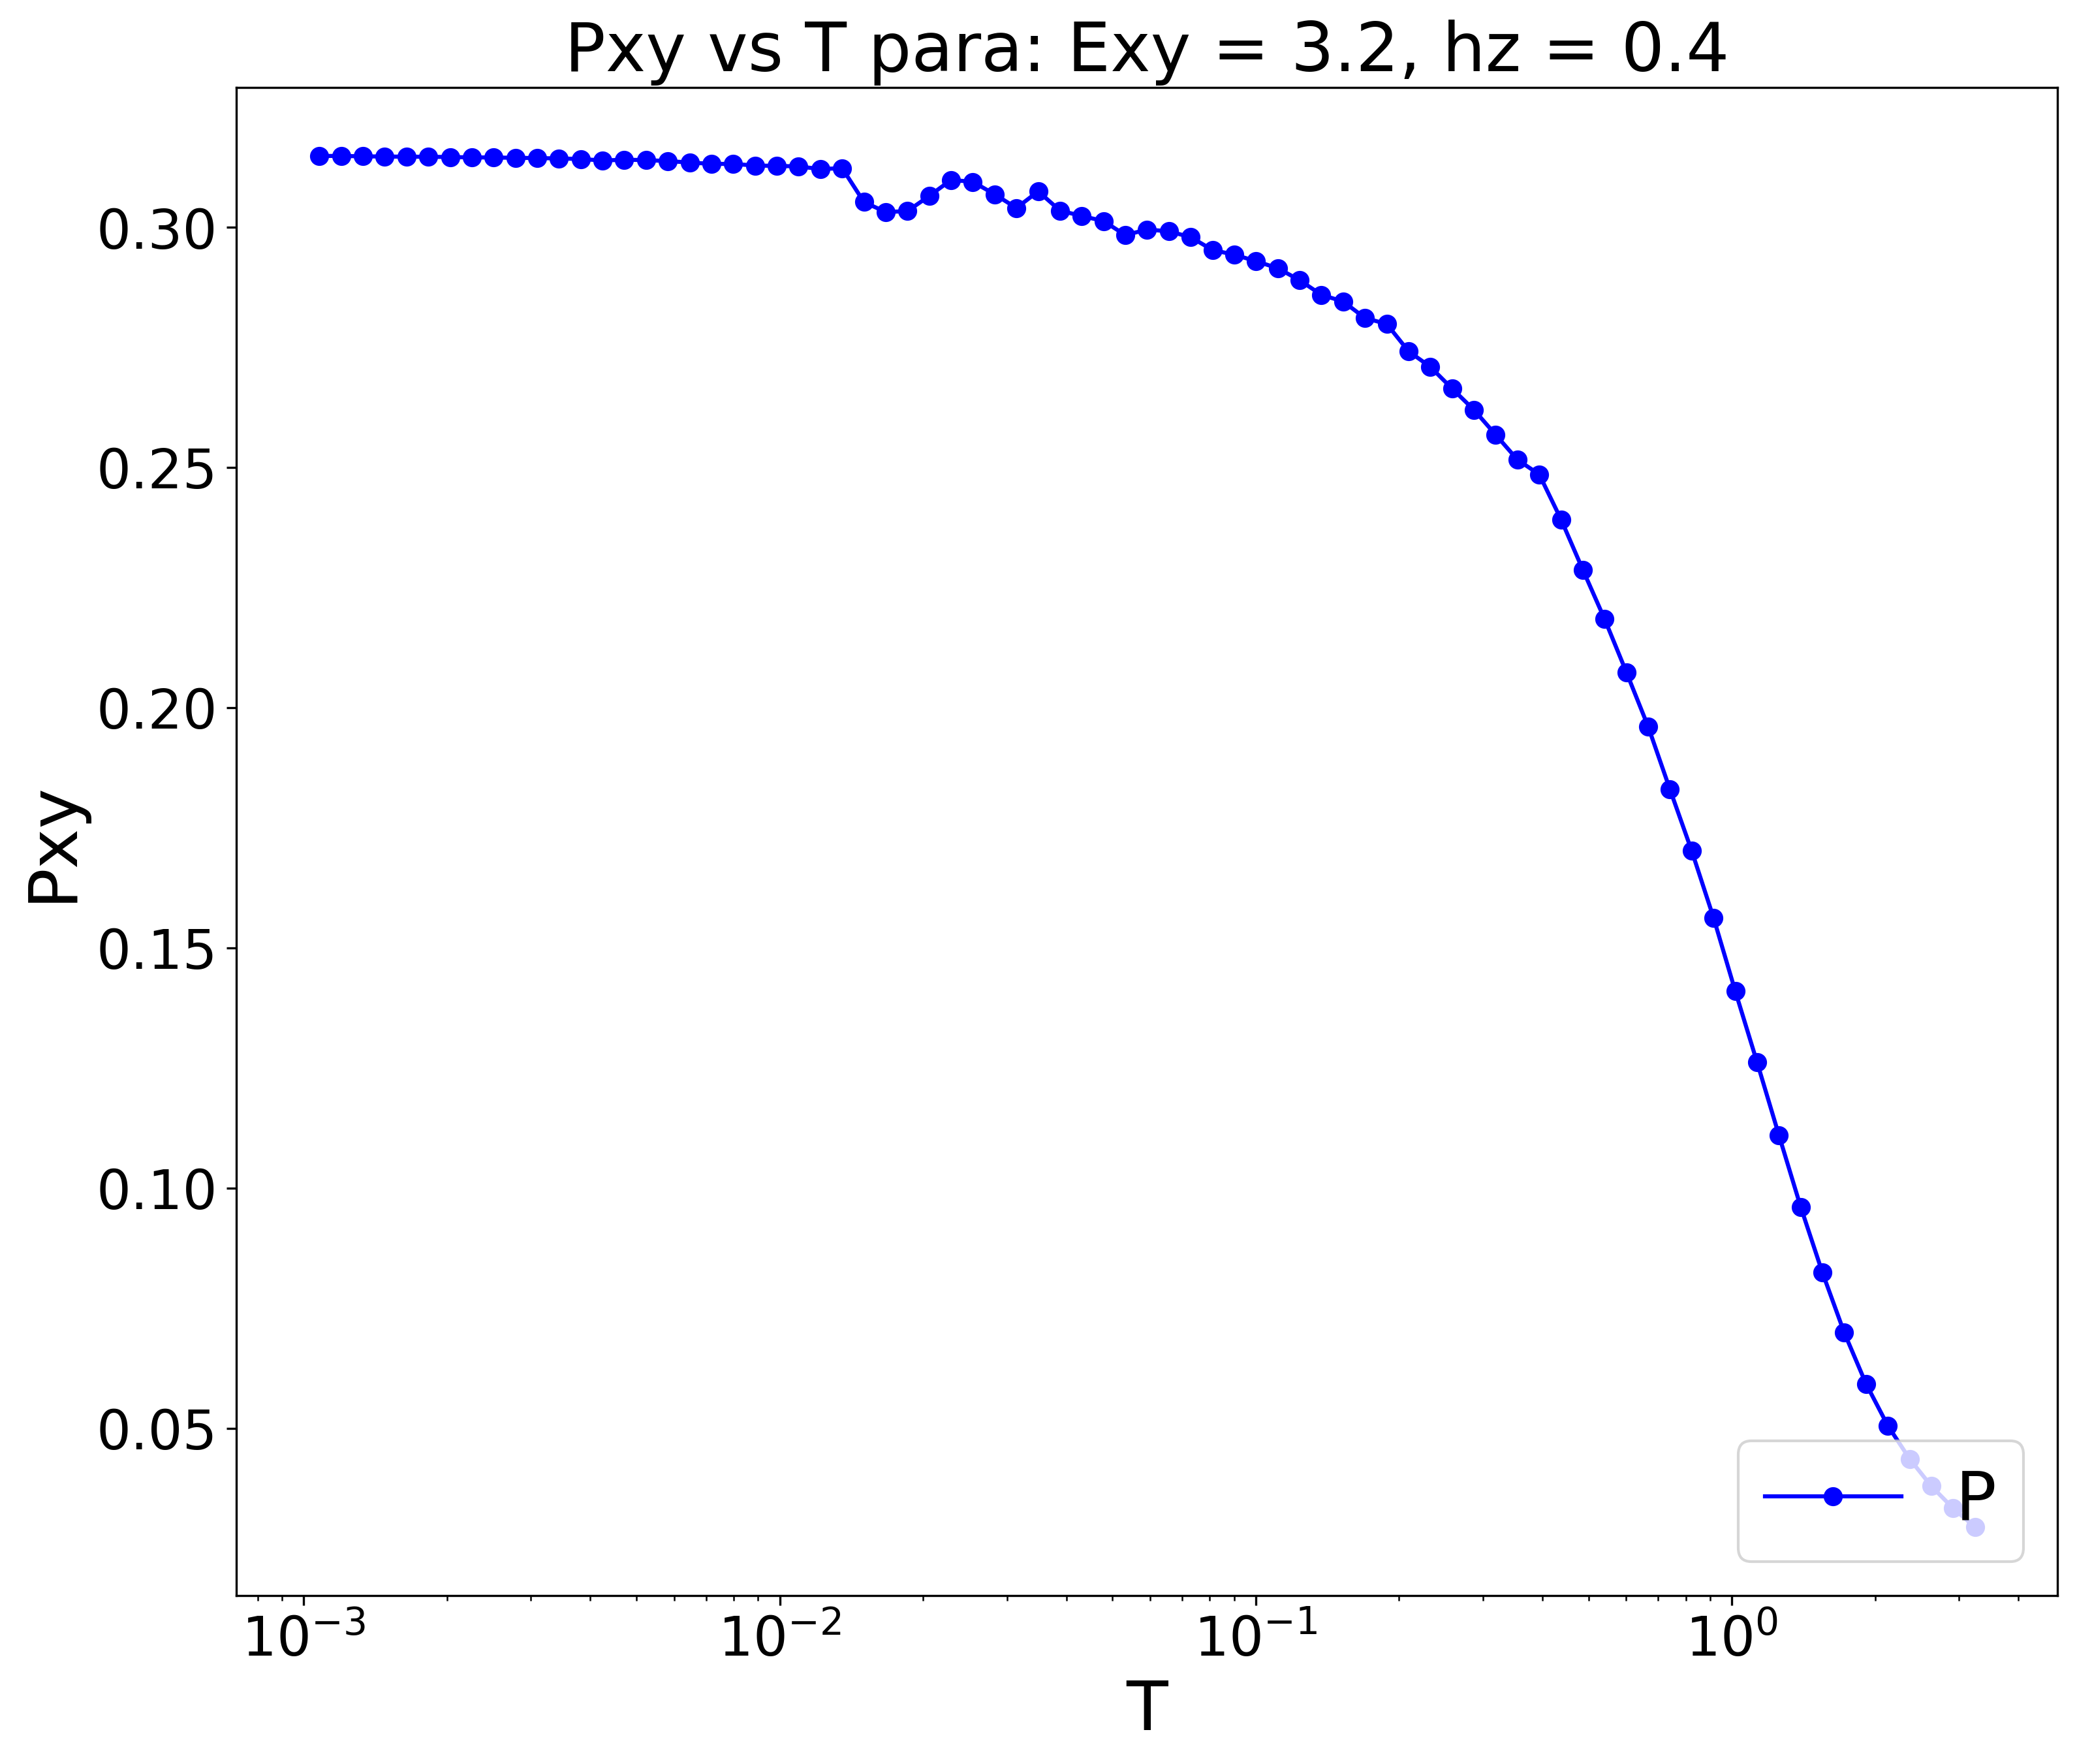 Pxy vs T para: Exy = 3.2, hz = 0.4
Pxy
0.30
0.25
0.20
0.15
0.10
0.05
P
10⁻³ 10⁻² 10⁻¹ 10⁰
T